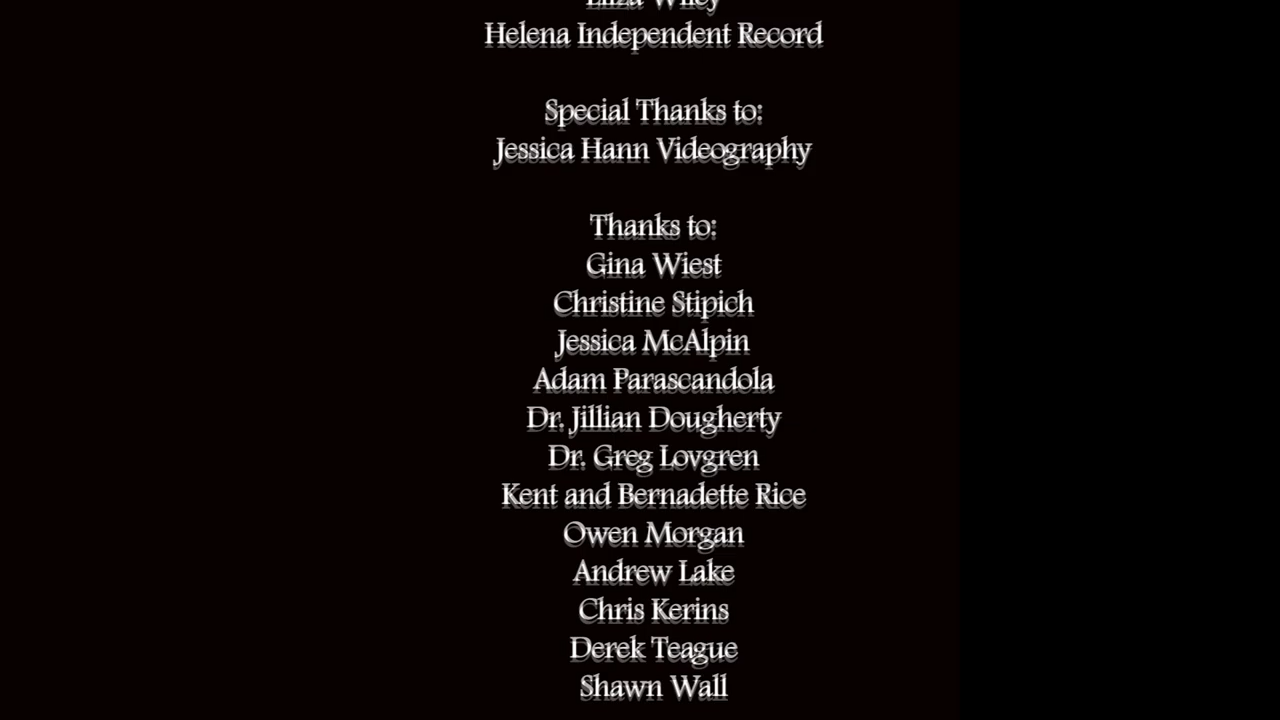 Eliza Wiley
Helena Independent Record
Special Thanks to:
Jessica Hann Videography
Thanks to:
Gina Wiest
Christine Stipich
Jessica McAlpin
Adam Parascandola
Dr. Jillian Dougherty
Dr. Greg Lovgren
Kent and Bernadette Rice
Owen Morgan
Andrew Lake
Chris Kerins
Derek Teague
Shawn Wall